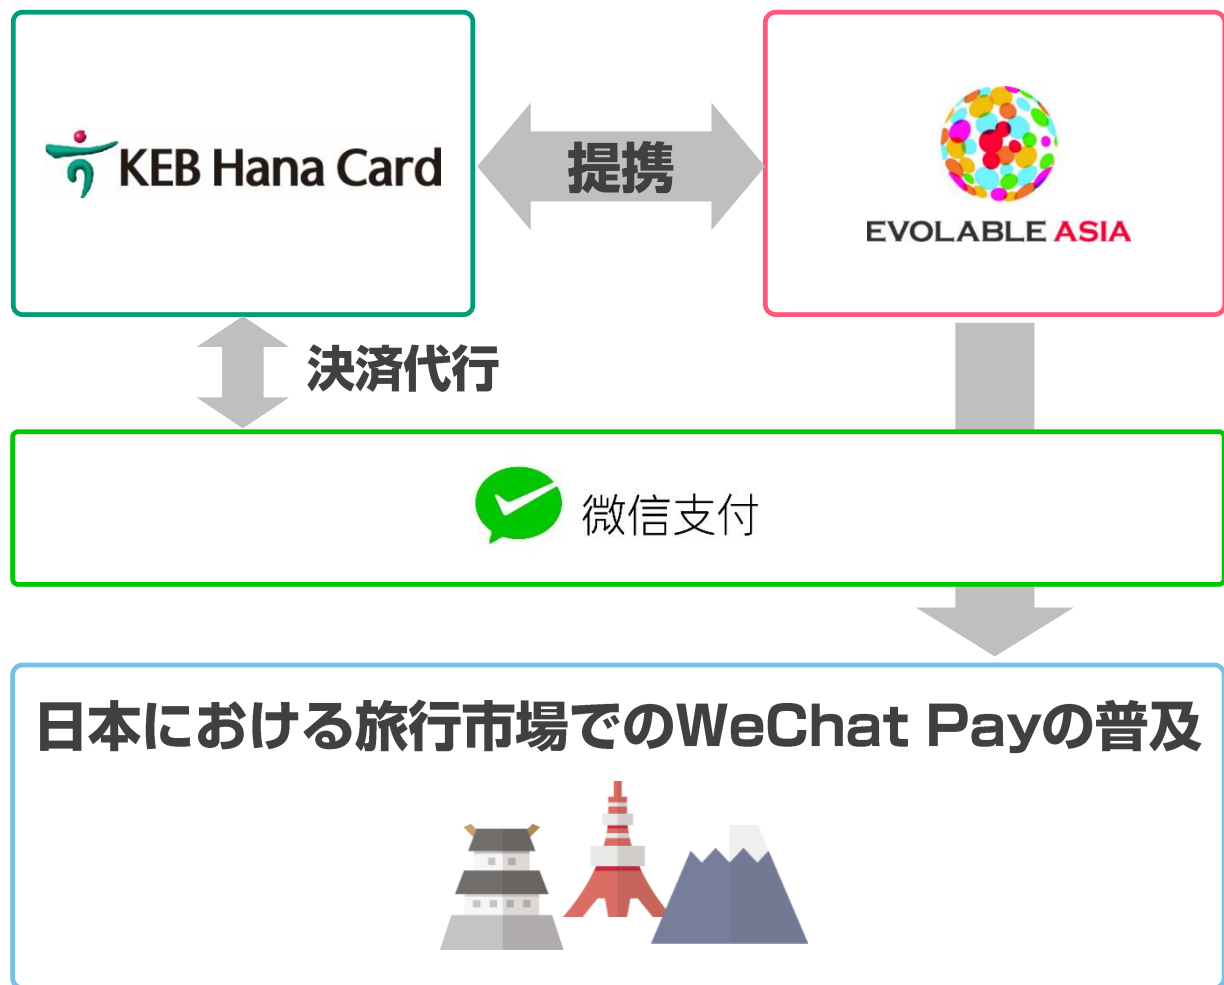 KEB Hana Card
提携
EVOLABLE ASIA
決済代行
微信支付
日本における旅行市場でのWeChat Payの普及